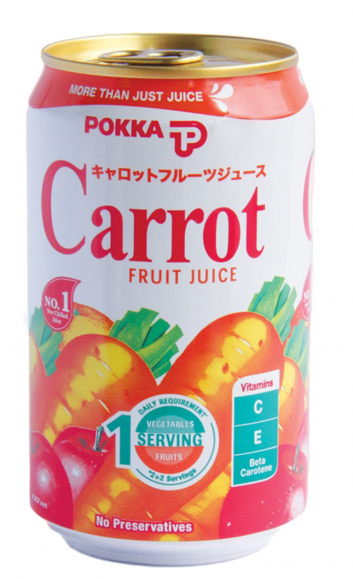 MORE THAN JUST JUICE
POKKA
キャロットフルーツジュース
Carrot
FRUIT JUICE
NO.1
Non Chilled
Juice
DAILY REQUIREMENT*
VEGETABLES
1 SERVING
FRUITS
*2+2 Servings
Vitamins
C
E
Beta
Carotene
No Preservatives